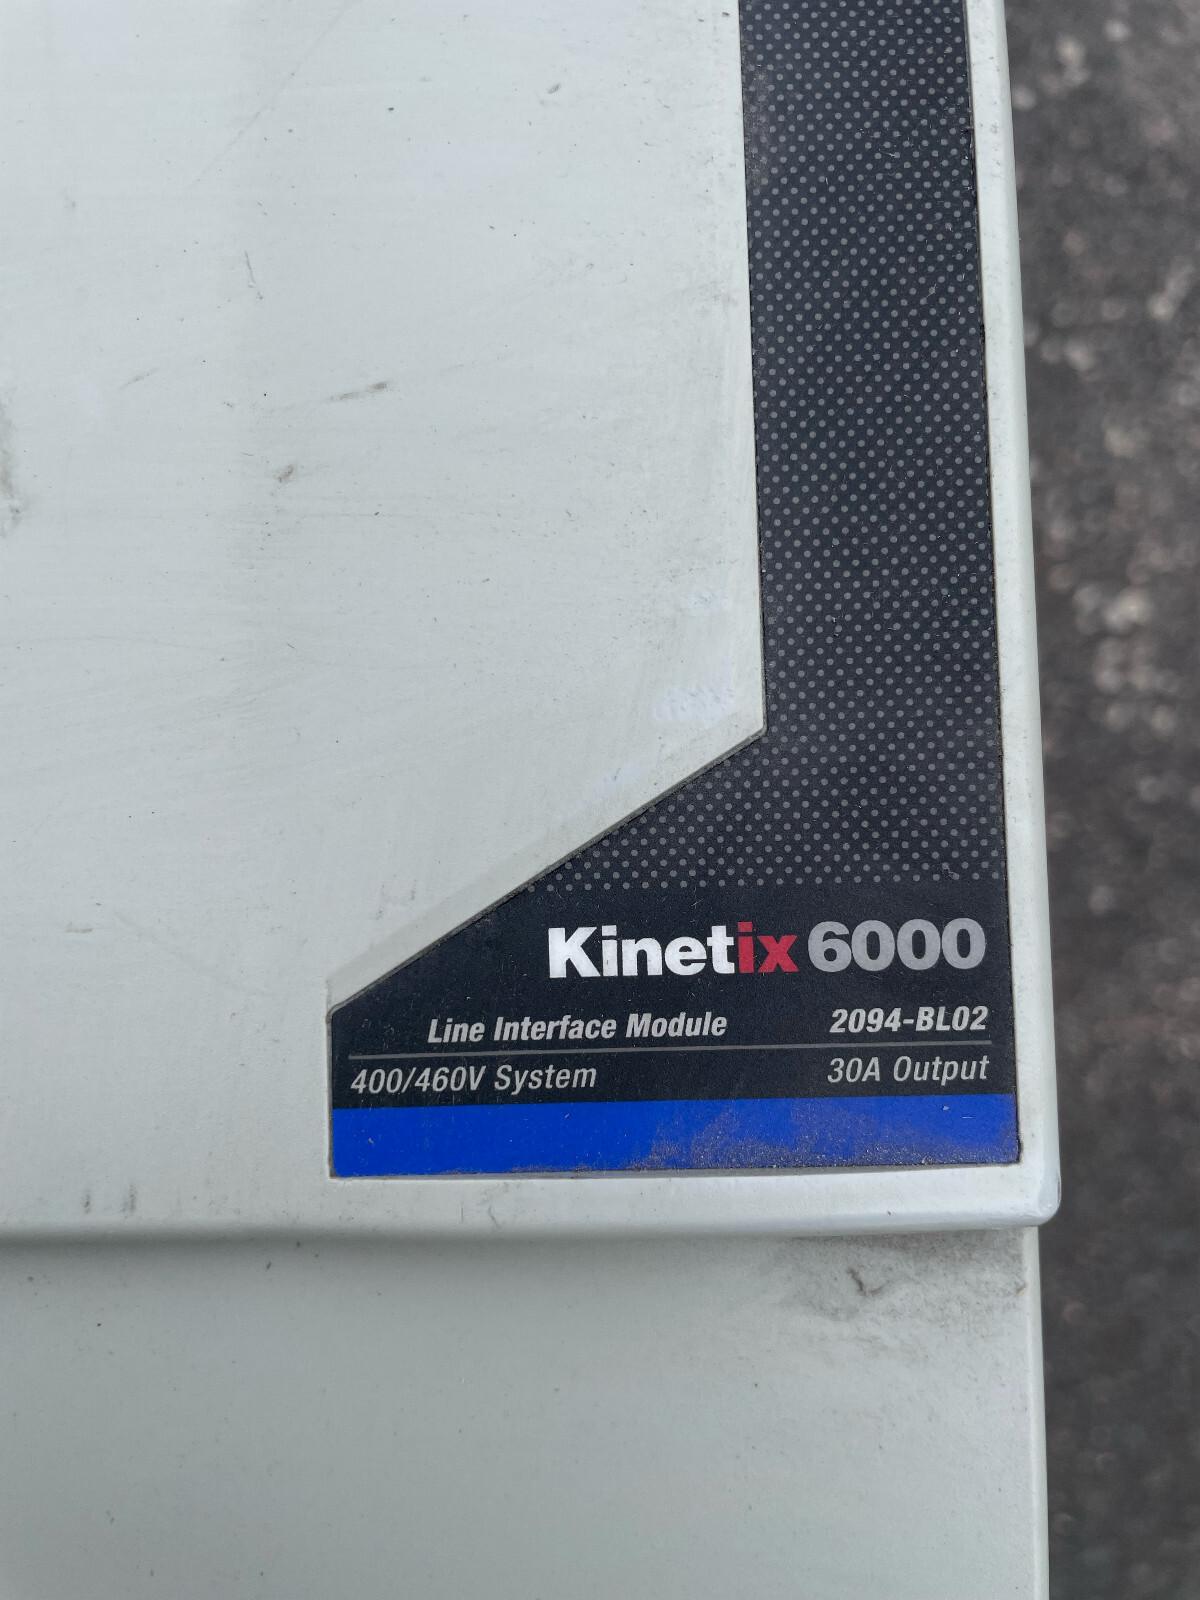 Kinetix 6000
Line Interface Module 2094-BL02
400/460V System 30A Output